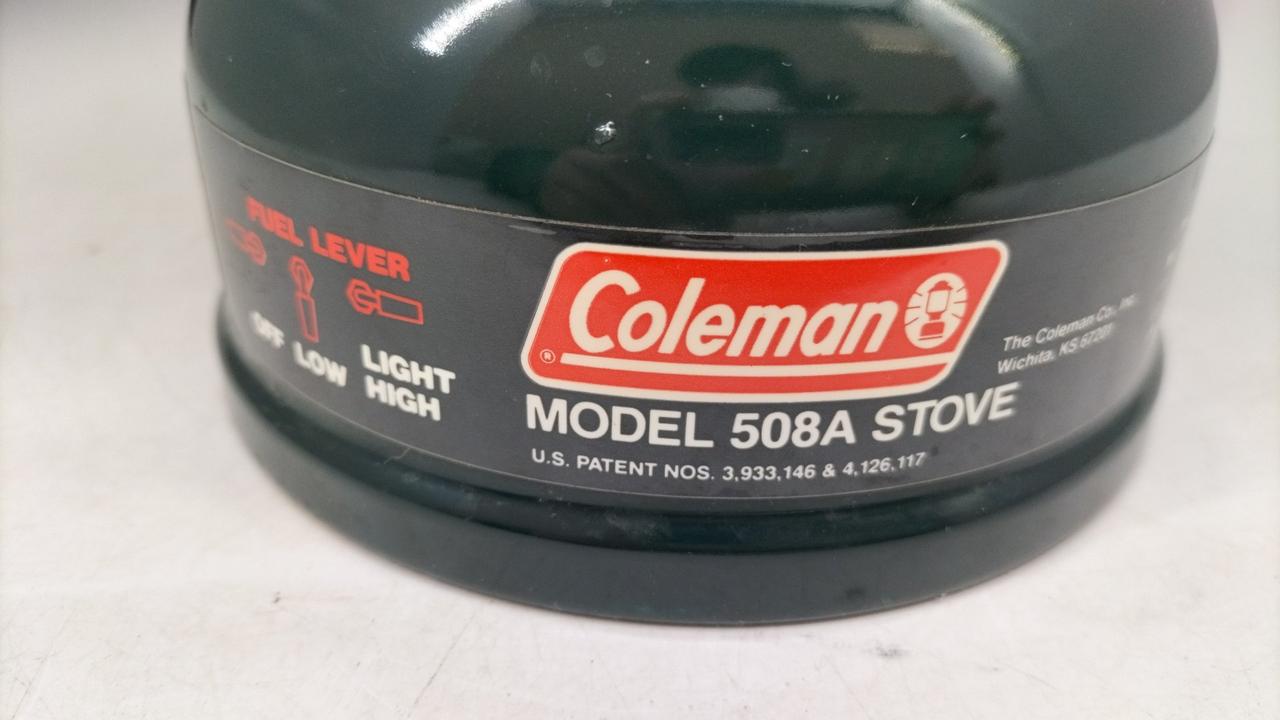 FUEL LEVER
OFF
LOW
LIGHT
HIGH
Coleman
®
MODEL 508A STOVE
U.S. PATENT NOS. 3,933,146 & 4,126,117
The Coleman Co., Inc.
Wichita, KS 67201